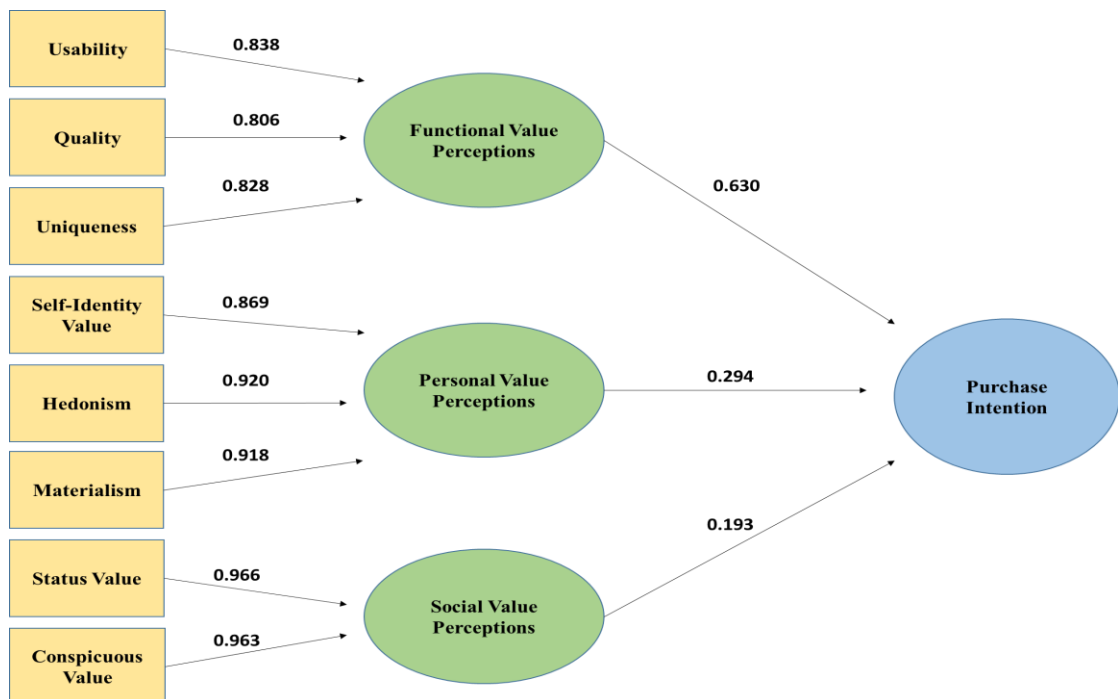 Usability
0.838
Quality
0.806
Uniqueness
0.828
Functional Value
Perceptions
0.630
Self-Identity
Value
0.869
Hedonism
0.920
Materialism
0.918
Personal Value
Perceptions
0.294
Purchase
Intention
Status Value
0.966
Conspicuous
Value
0.963
Social Value
Perceptions
0.193